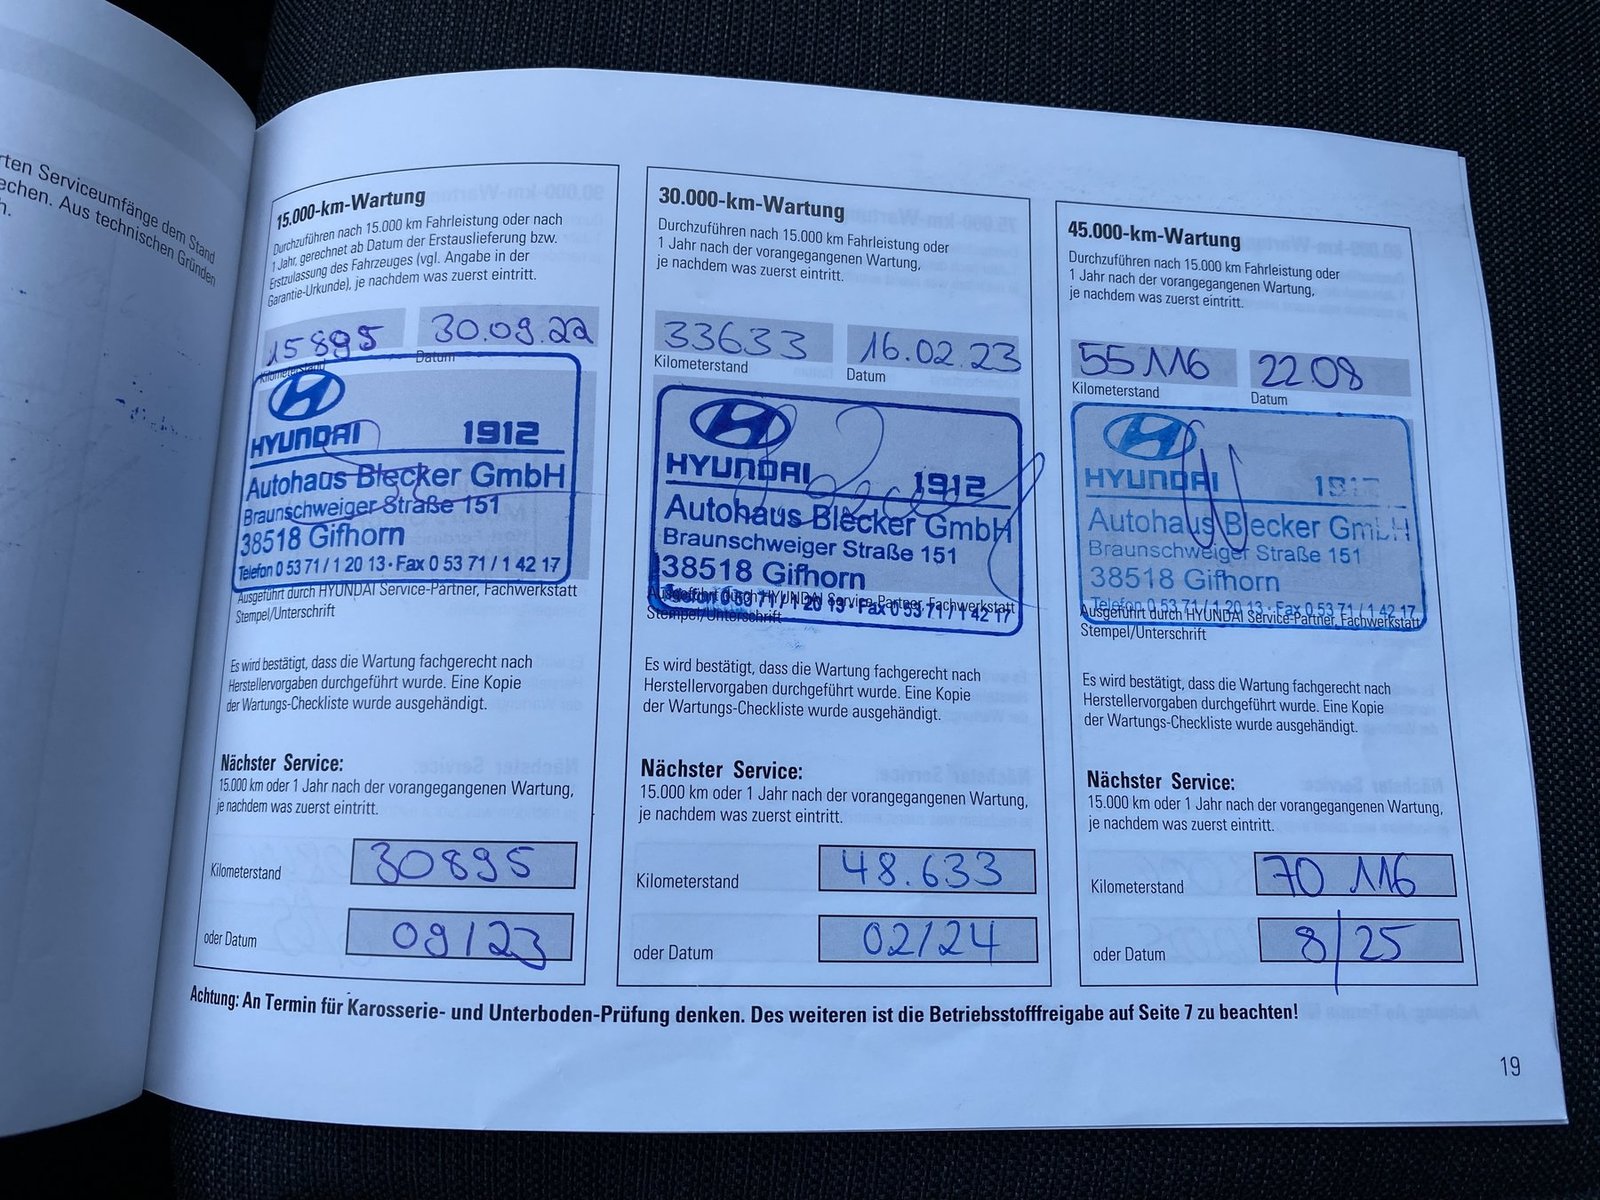 rten Serviceumfänge dem Stand
echen. Aus technischen Gründen
h.
15.000-km-Wartung
Durchzuführen nach 15.000 km Fahrleistung oder nach
1 Jahr, gerechnet ab Datum der Erstauslieferung bzw.
Erstzulassung des Fahrzeuges (vgl. Angabe in der
Garantie-Urkunde), je nachdem was zuerst eintritt.
15895 30.09.22
Kilometerstand Datum
HYUNDAI 1912
Autohaus Blecker GmbH
Braunschweiger Straße 151
38518 Gifhorn
Telefon 0 53 71 / 1 20 13 · Fax 0 53 71 / 1 42 17
Ausgeführt durch HYUNDAI Service-Partner, Fachwerkstatt
Stempel/Unterschrift
Es wird bestätigt, dass die Wartung fachgerecht nach
Herstellervorgaben durchgeführt wurde. Eine Kopie
der Wartungs-Checkliste wurde ausgehändigt.
Nächster Service:
15.000 km oder 1 Jahr nach der vorangegangenen Wartung,
je nachdem was zuerst eintritt.
Kilometerstand 30895
oder Datum 09/23
30.000-km-Wartung
Durchzuführen nach 15.000 km Fahrleistung oder
1 Jahr nach der vorangegangenen Wartung,
je nachdem was zuerst eintritt.
33633 16.02.23
Kilometerstand Datum
HYUNDAI 1912
Autohaus Blecker GmbH
Braunschweiger Straße 151
38518 Gifhorn
Telefon 0 53 71 / 1 20 13 · Fax 0 53 71 / 1 42 17
Ausgeführt durch HYUNDAI Service-Partner, Fachwerkstatt
Stempel/Unterschrift
Es wird bestätigt, dass die Wartung fachgerecht nach
Herstellervorgaben durchgeführt wurde. Eine Kopie
der Wartungs-Checkliste wurde ausgehändigt.
Nächster Service:
15.000 km oder 1 Jahr nach der vorangegangenen Wartung,
je nachdem was zuerst eintritt.
Kilometerstand 48.633
oder Datum 02/24
45.000-km-Wartung
Durchzuführen nach 15.000 km Fahrleistung oder
1 Jahr nach der vorangegangenen Wartung,
je nachdem was zuerst eintritt.
55116 22.08
Kilometerstand Datum
HYUNDAI
Autohaus Blecker GmbH
Braunschweiger Straße 151
38518 Gifhorn
Telefon 0 53 71 / 1 20 13 · Fax 0 53 71 / 1 42 17
Ausgeführt durch HYUNDAI Service-Partner, Fachwerkstatt
Stempel/Unterschrift
Es wird bestätigt, dass die Wartung fachgerecht nach
Herstellervorgaben durchgeführt wurde. Eine Kopie
der Wartungs-Checkliste wurde ausgehändigt.
Nächster Service:
15.000 km oder 1 Jahr nach der vorangegangenen Wartung,
je nachdem was zuerst eintritt.
Kilometerstand 70 116
oder Datum 8/25
Achtung: An Termin für Karosserie- und Unterboden-Prüfung denken. Des weiteren ist die Betriebsstofffreigabe auf Seite 7 zu beachten!
19